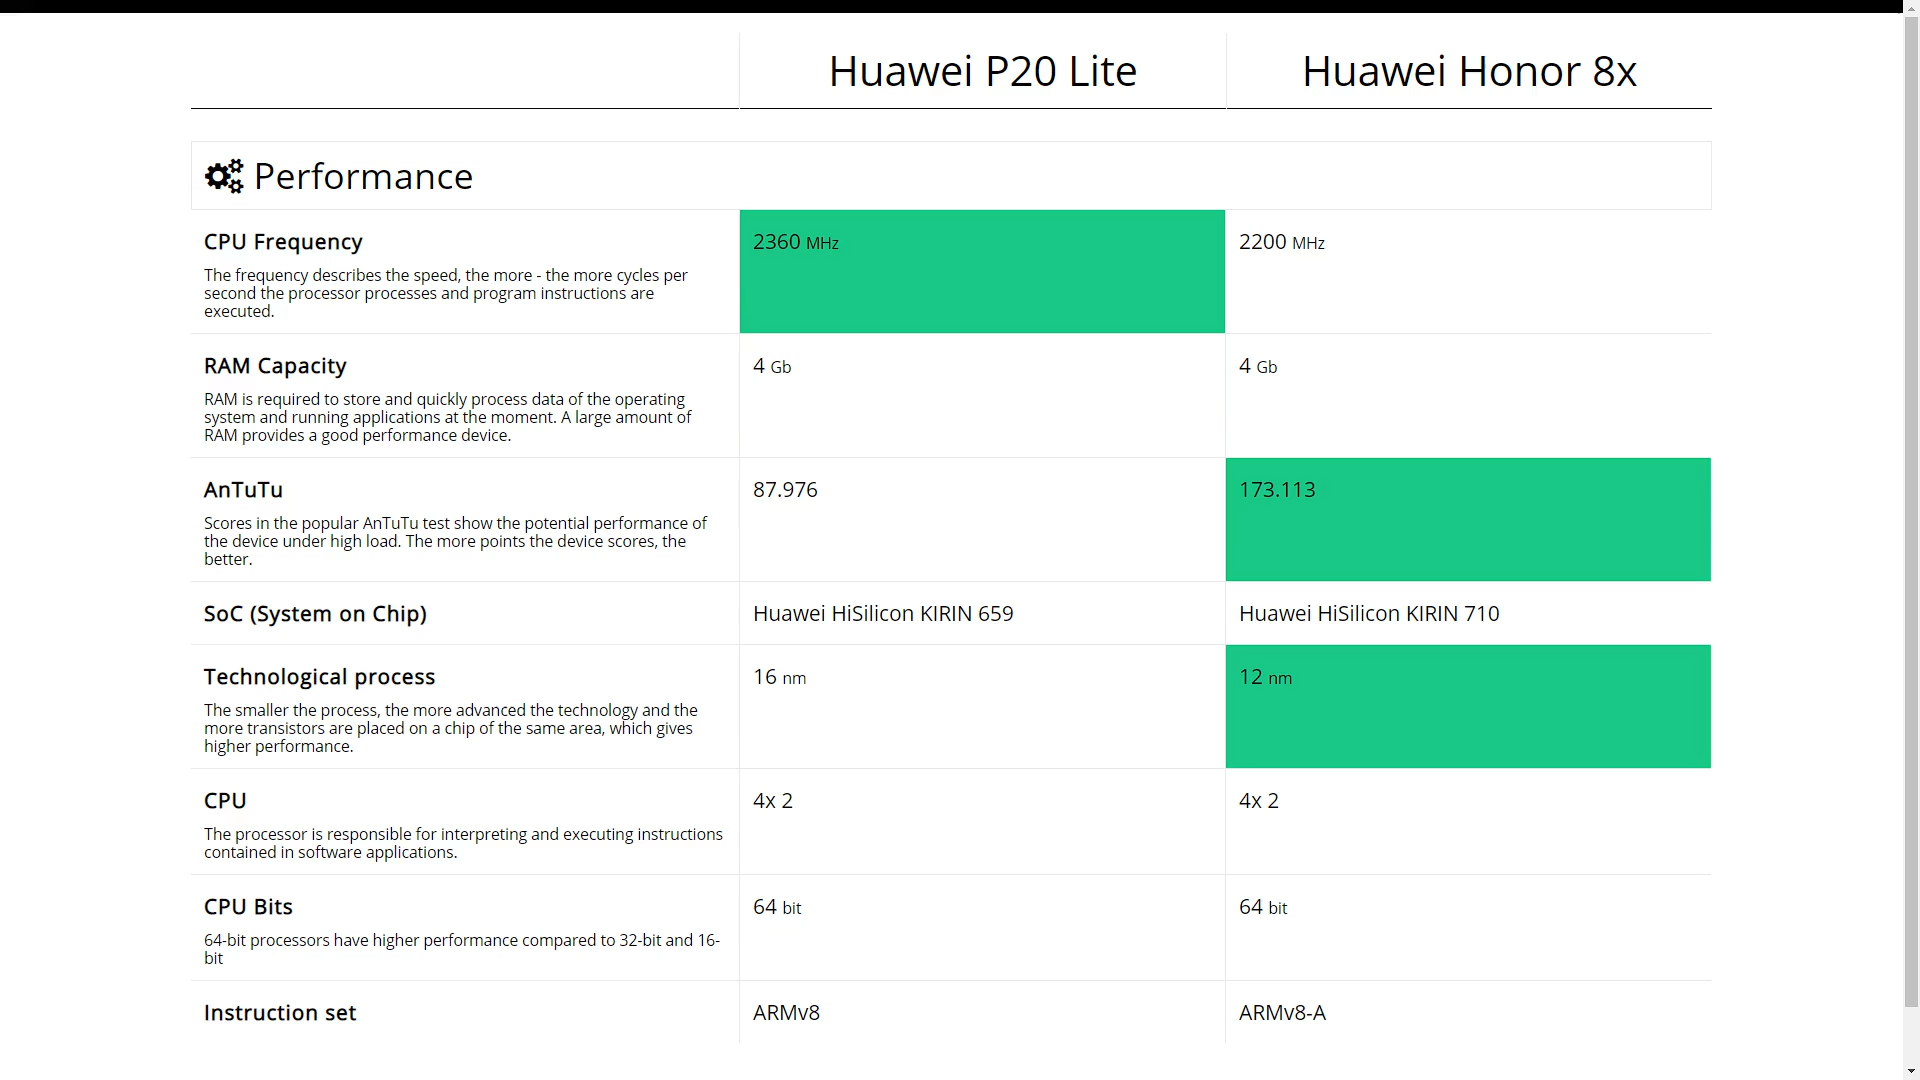 Huawei P20 Lite
Huawei Honor 8x
Performance
CPU Frequency
2360 MHz
2200 MHz
The frequency describes the speed, the more - the more cycles per
second the processor processes and program instructions are
executed.
RAM Capacity
4 Gb
4 Gb
RAM is required to store and quickly process data of the operating
system and running applications at the moment. A large amount of
RAM provides a good performance device.
AnTuTu
87.976
173.113
Scores in the popular AnTuTu test show the potential performance of
the device under high load. The more points the device scores, the
better.
SoC (System on Chip)
Huawei HiSilicon KIRIN 659
Huawei HiSilicon KIRIN 710
Technological process
16 nm
12 nm
The smaller the process, the more advanced the technology and the
more transistors are placed on a chip of the same area, which gives
higher performance.
CPU
4x 2
4x 2
The processor is responsible for interpreting and executing instructions
contained in software applications.
CPU Bits
64 bit
64 bit
64-bit processors have higher performance compared to 32-bit and 16-
bit
Instruction set
ARMv8
ARMv8-A